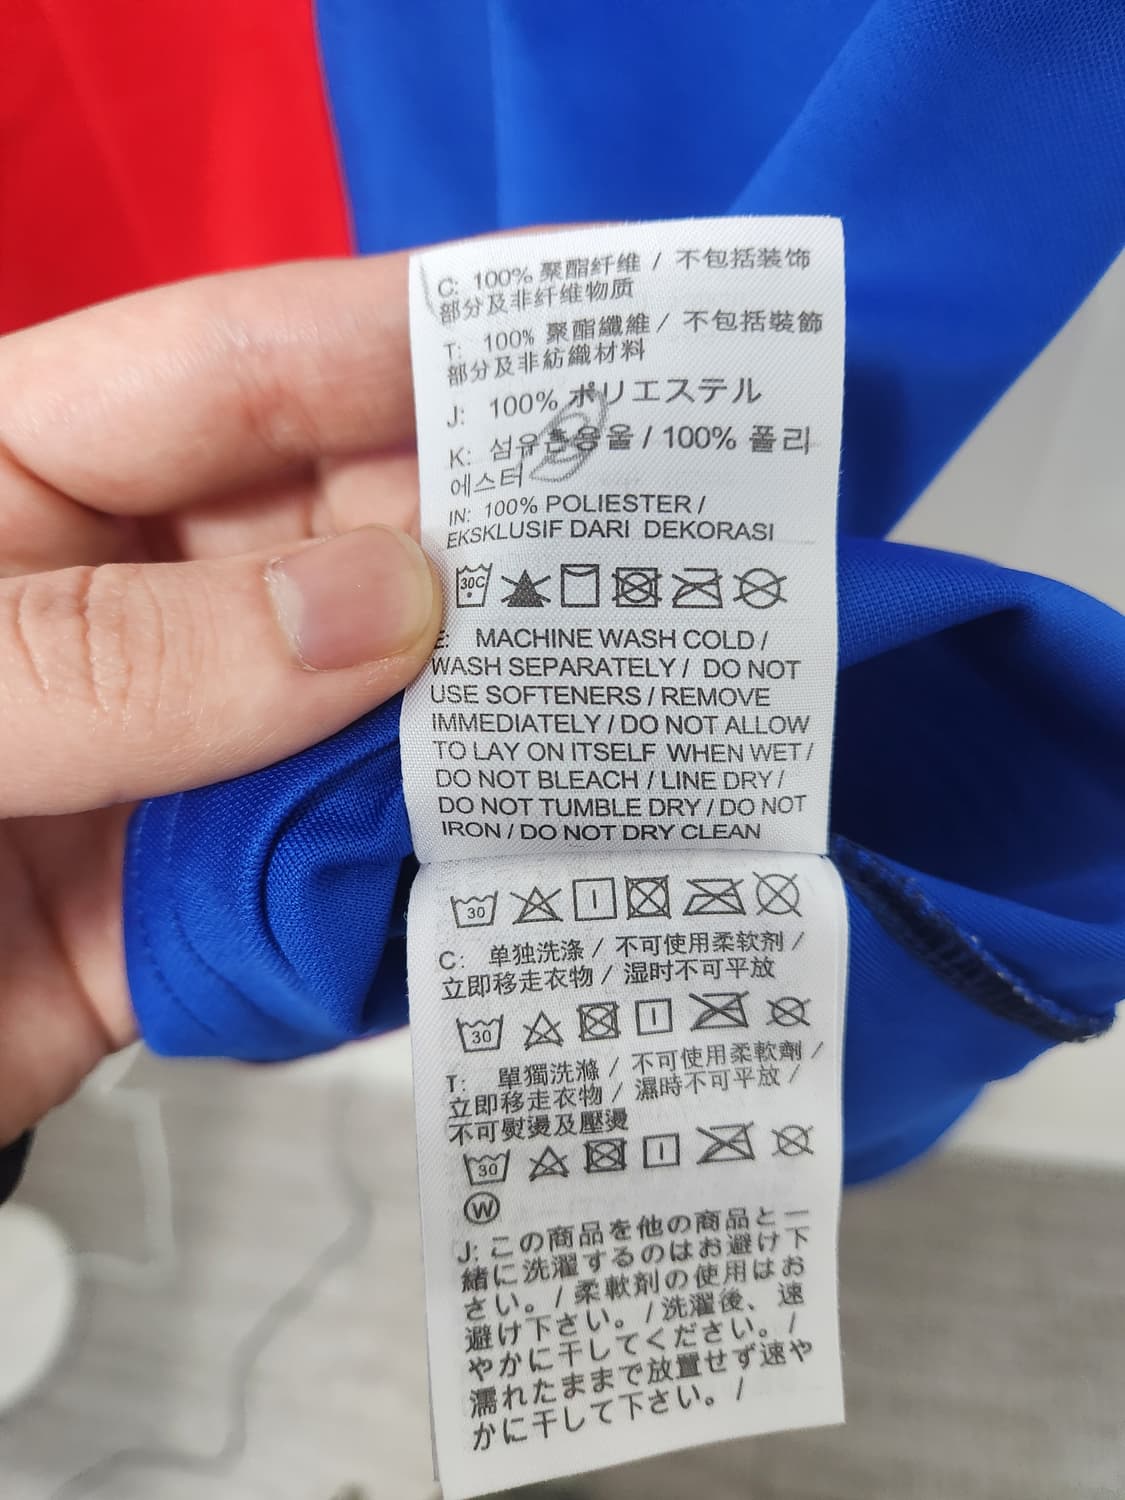 C: 100% 聚酯纤维 / 不包括装饰
部分及非纤维物质
T: 100% 聚酯纖維 / 不包括裝飾
部分及非紡織材料
J: 100% ポリエステル
K: 섬유혼용율 / 100% 폴리
에스터
IN: 100% POLIESTER /
EKSKLUSIF DARI DEKORASI
30C
E: MACHINE WASH COLD /
WASH SEPARATELY / DO NOT
USE SOFTENERS / REMOVE
IMMEDIATELY / DO NOT ALLOW
TO LAY ON ITSELF WHEN WET /
DO NOT BLEACH / LINE DRY /
DO NOT TUMBLE DRY / DO NOT
IRON / DO NOT DRY CLEAN
30
C: 单独洗涤 / 不可使用柔软剂 /
立即移走衣物 / 湿时不可平放
30
T: 單獨洗滌 / 不可使用柔軟劑 /
立即移走衣物 / 濕時不可平放 /
不可熨燙及壓燙
30
W
J: この商品を他の商品と一
緒に洗濯するのはお避け下
さい。/ 柔軟剤の使用はお
避け下さい。/ 洗濯後、速
やかに干してください。/
濡れたままで放置せず速や
かに干して下さい。/